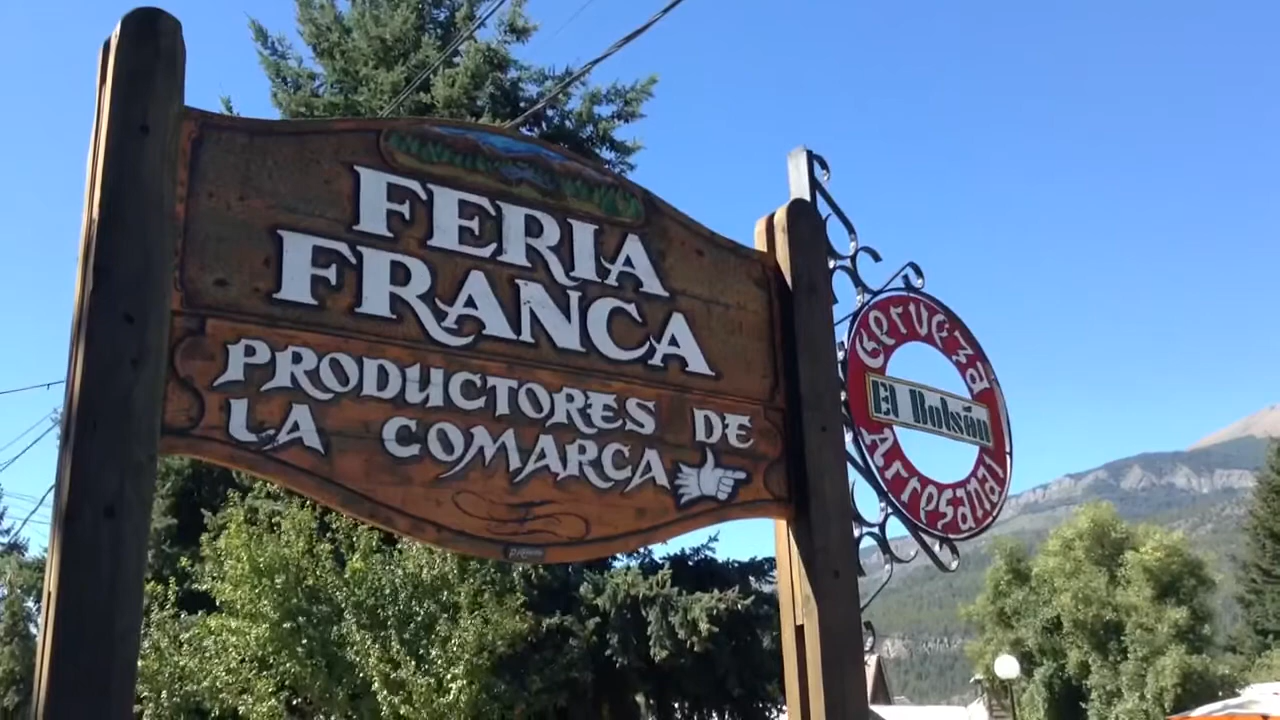 FERIA
FRANCA
PRODUCTORES DE
LA COMARCA
Cerveza
El Bolsón
Artesanal